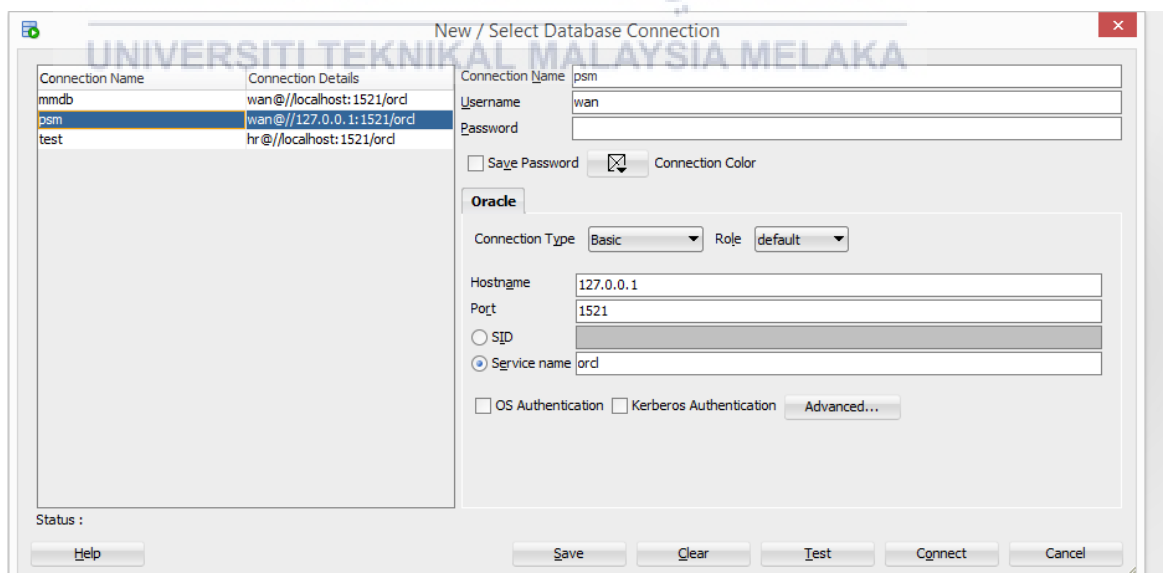 New / Select Database Connection
UNIVERSITI TEKNIKAL MALAYSIA MELAKA
Connection Name Connection Details
mmdb wan@//localhost:1521/orcl
psm wan@//127.0.0.1:1521/orcl
test hr@//localhost:1521/orcl
Connection Name psm
Username wan
Password
Save Password Connection Color
Oracle
Connection Type Basic Role default
Hostname 127.0.0.1
Port 1521
SID
Service name orcl
OS Authentication Kerberos Authentication Advanced...
Status :
Help Save Clear Test Connect Cancel